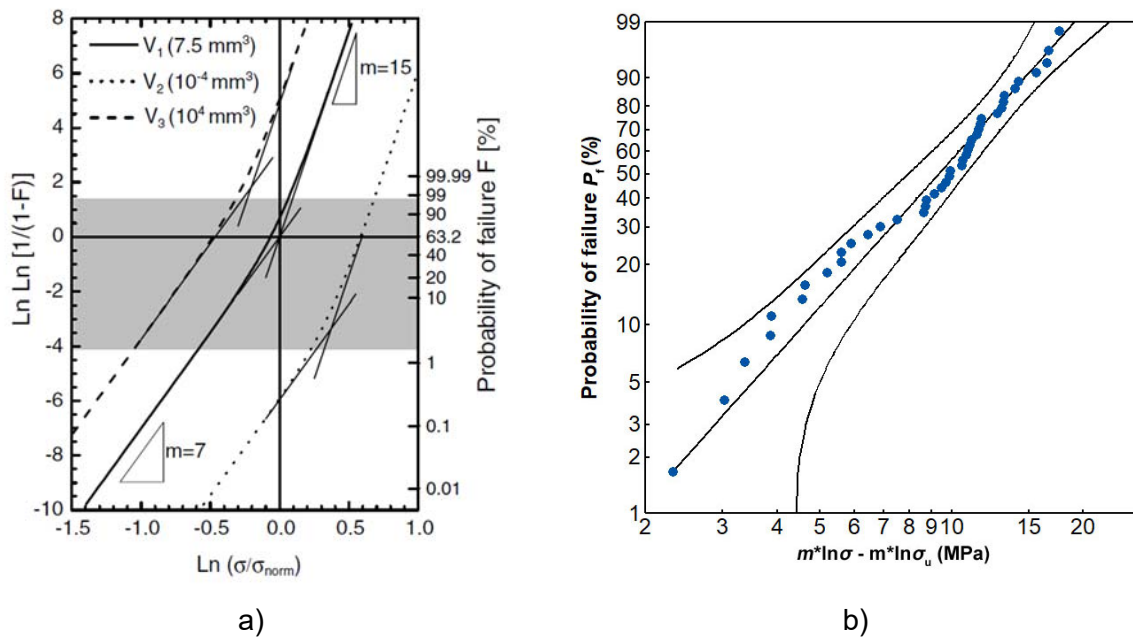 8
6
4
2
0
-2
-4
-6
-8
-10
Ln Ln [1/(1-F)]
V₁ (7.5 mm³)
V₂ (10⁻⁴ mm³)
V₃ (10⁴ mm³)
m=15
m=7
99.99
99
90
63.2
40
20
10
1
0.1
0.01
Probability of failure F [%]
-1.5 -1.0 -0.5 0.0 0.5 1.0
Ln (σ/σnorm)
a)
99
90
80
70
60
50
40
30
20
10
5
3
2
1
Probability of failure Pf (%)
2 3 4 5 6 7 8 9 10 15 20
m*lnσ - m*lnσu (MPa)
b)